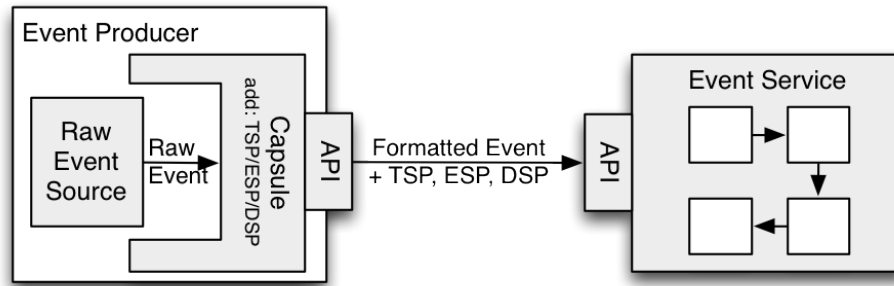 Event Producer
Raw
Event
Source
Raw
Event
Capsule
add: TSP/ESP/DSP
API
Formatted Event
+ TSP, ESP, DSP
API
Event Service